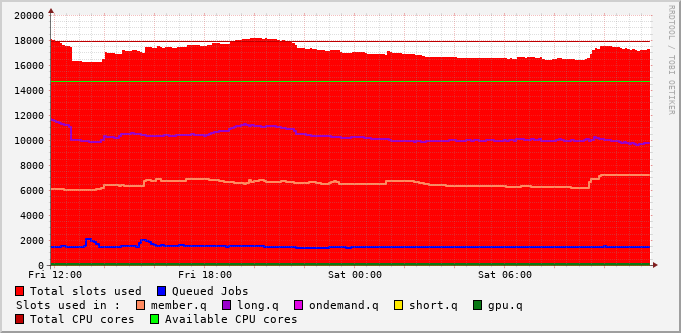 20000
18000
16000
14000
12000
10000
8000
6000
4000
2000
0
Fri 12:00 Fri 18:00 Sat 00:00 Sat 06:00
Total slots used Queued Jobs
Slots used in : member.q long.q ondemand.q short.q gpu.q
Total CPU cores Available CPU cores
RRDTOOL / TOBI OETIKER